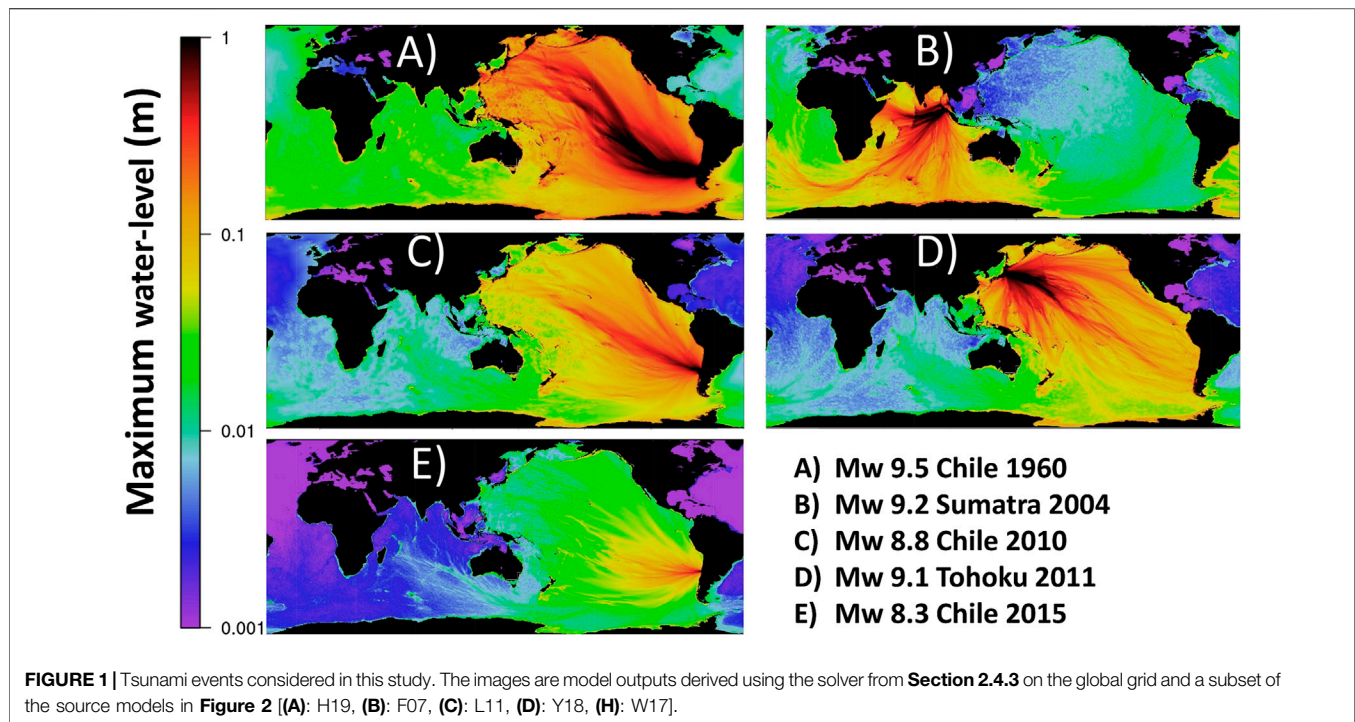 Maximum water-level (m)
1
0.1
0.01
0.001
A)
B)
C)
D)
E)
A) Mw 9.5 Chile 1960
B) Mw 9.2 Sumatra 2004
C) Mw 8.8 Chile 2010
D) Mw 9.1 Tohoku 2011
E) Mw 8.3 Chile 2015
FIGURE 1 | Tsunami events considered in this study. The images are model outputs derived using the solver from Section 2.4.3 on the global grid and a subset of
the source models in Figure 2 [(A): H19, (B): F07, (C): L11, (D): Y18, (H): W17].